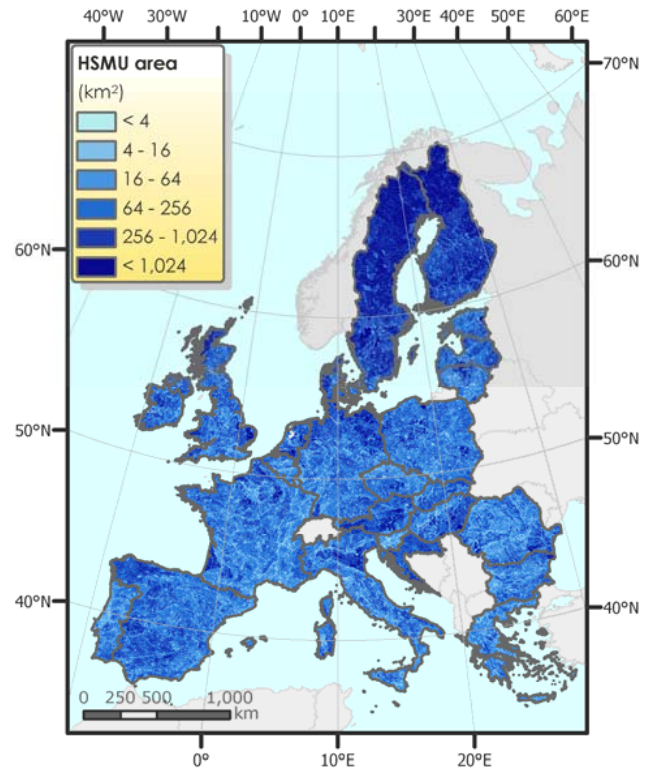 40°W 30°W 10°W 0° 10°E 30°E 40°E 50°E 60°E
HSMU area
(km²)
< 4
4 - 16
16 - 64
64 - 256
256 - 1,024
< 1,024
70°N
60°N
60°N
50°N
50°N
40°N
40°N
0 250 500 1,000
km
0° 10°E 20°E